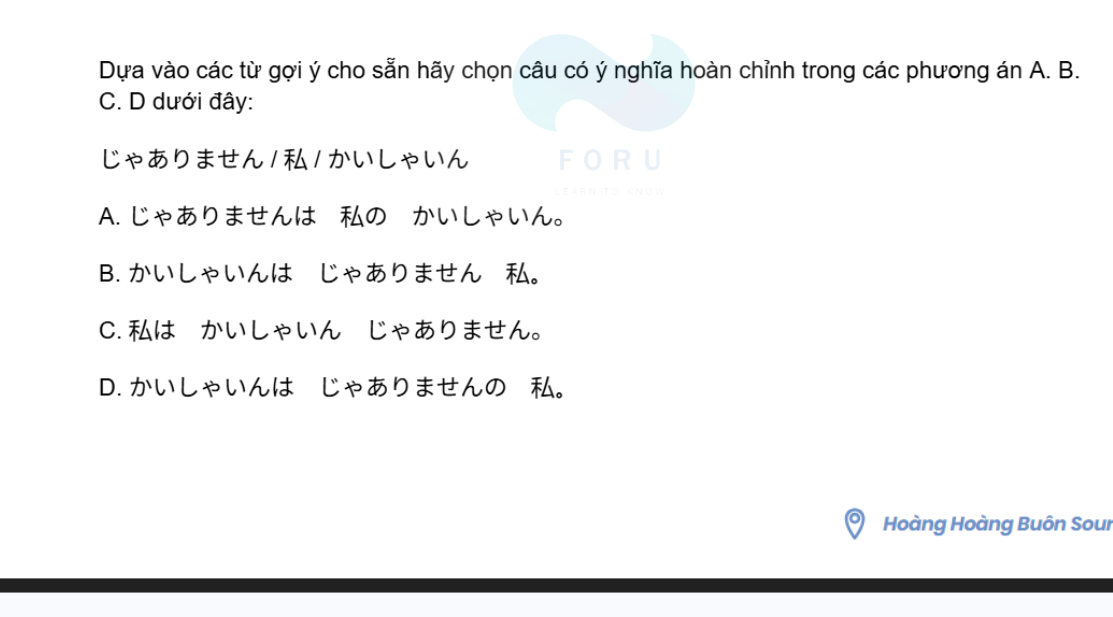 Dựa vào các từ gợi ý cho sẵn hãy chọn câu có ý nghĩa hoàn chỉnh trong các phương án A. B.
C. D dưới đây:
じゃありません / 私 / かいしゃいん
FORU
LEARN TO KNOW
A. じゃありませんは　私の　かいしゃいん。
B. かいしゃいんは　じゃありません　私。
C. 私は　かいしゃいん　じゃありません。
D. かいしゃいんは　じゃありませんの　私。
Hoàng Hoàng Buôn Sour